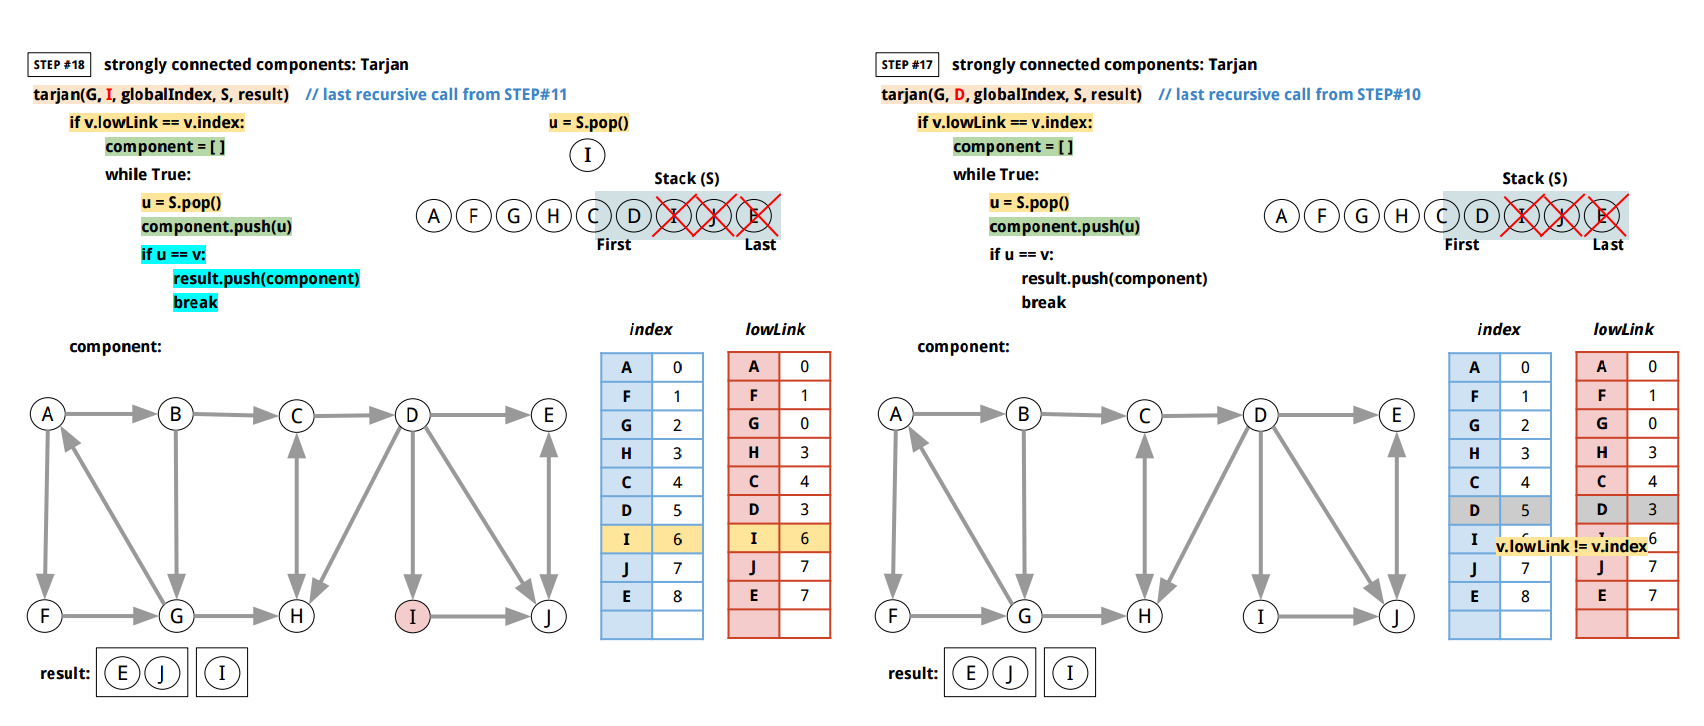 STEP #18 strongly connected components: Tarjan
tarjan(G, I, globalIndex, S, result) // last recursive call from STEP#11
if v.lowLink == v.index:
u = S.pop()
component = [ ]
I
while True:
Stack (S)
u = S.pop()
A F G H C D I J E
component.push(u)
First Last
if u == v:
result.push(component)
break
index lowLink
component:
A 0 A 0
F 1 F 1
G 2 G 0
H 3 H 3
C 4 C 4
D 5 D 3
I 6 I 6
J 7 J 7
E 8 E 7
A B C D E
F G H I J
result: E J I
STEP #17 strongly connected components: Tarjan
tarjan(G, D, globalIndex, S, result) // last recursive call from STEP#10
if v.lowLink == v.index:
component = [ ]
while True:
Stack (S)
u = S.pop()
A F G H C D I J E
component.push(u)
First Last
if u == v:
result.push(component)
break
index lowLink
component:
A 0 A 0
F 1 F 1
G 2 G 0
H 3 H 3
C 4 C 4
D 5 D 3
I 6
v.lowLink != v.index
J 7 J 7
E 8 E 7
A B C D E
F G H I J
result: E J I